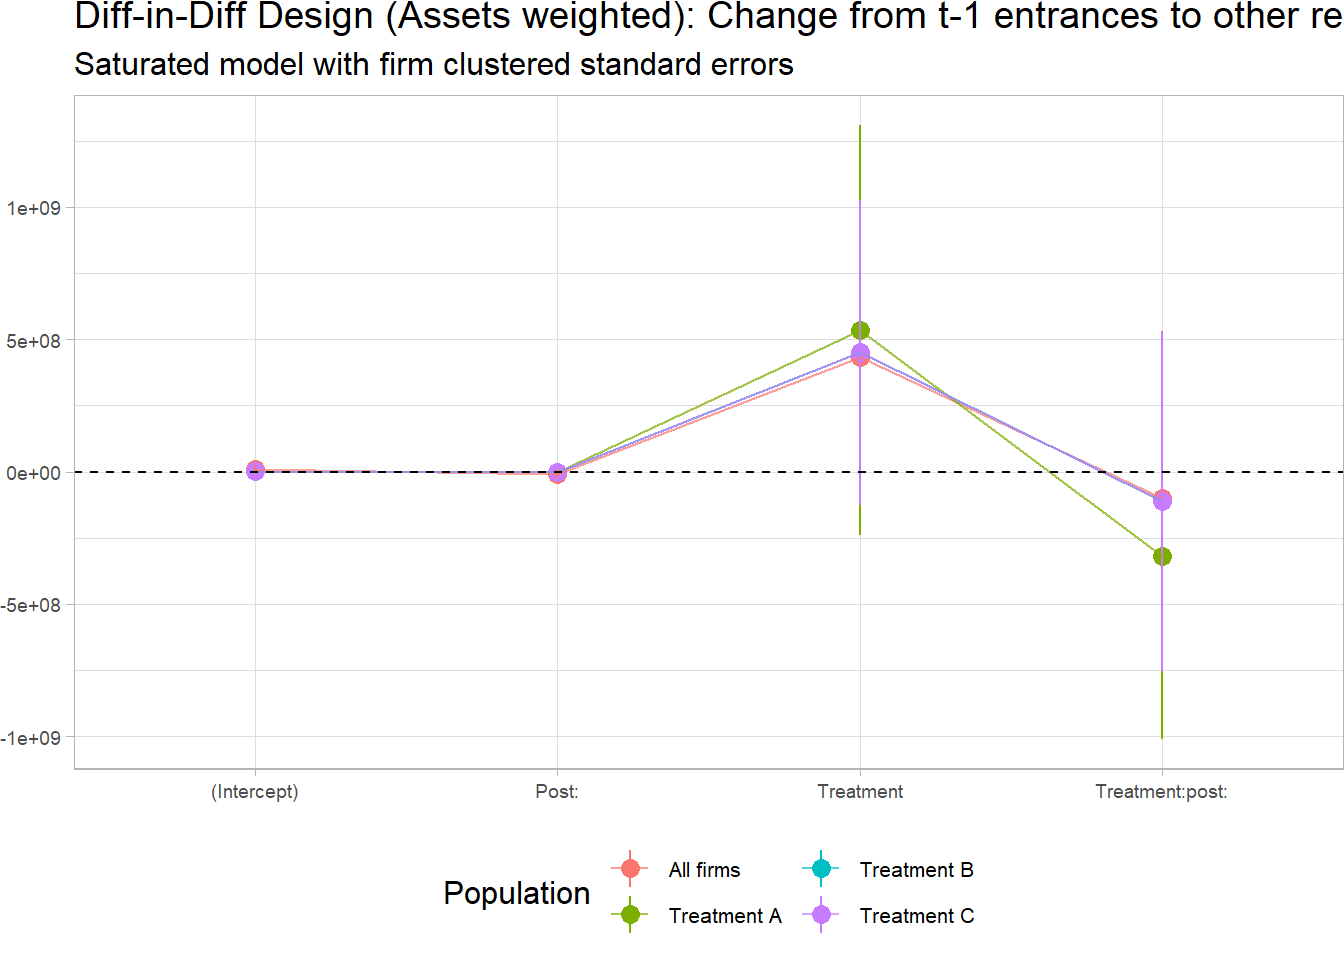 Diff-in-Diff Design (Assets weighted): Change from t-1 entrances to other re
Saturated model with firm clustered standard errors
1e+09
5e+08
0e+00
-5e+08
-1e+09
(Intercept)
Post:
Treatment
Treatment:post:
Population
All firms
Treatment B
Treatment A
Treatment C